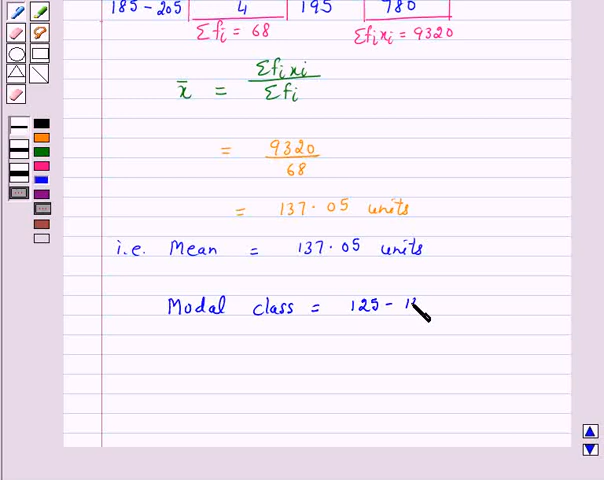 185 - 205 4 195 780
Σfi = 68 Σfixi = 9320
x̄ = Σfixi / Σfi
= 9320 / 68
= 137.05 units
i.e. Mean = 137.05 units
Modal class = 125 - 1